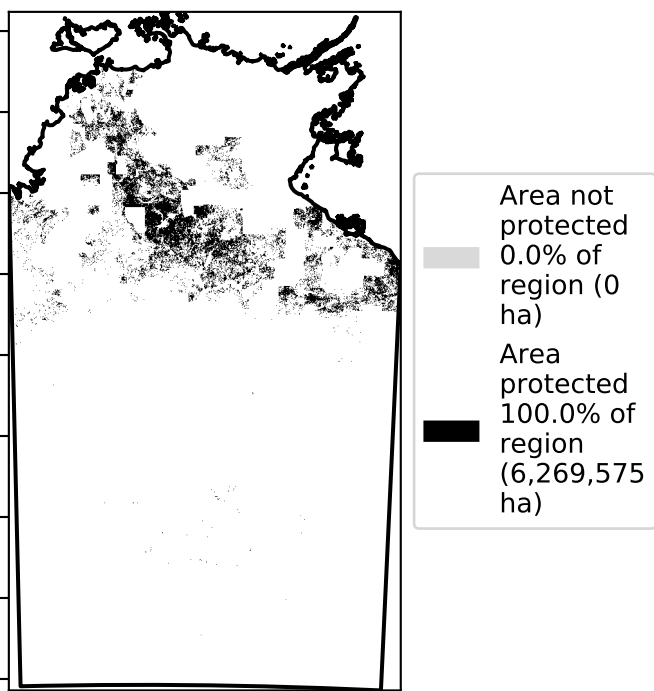 Area not
protected
0.0% of
region (0
ha)
Area
protected
100.0% of
region
(6,269,575
ha)